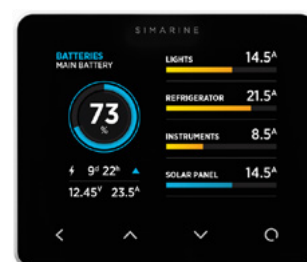 SIMARINE
BATTERIES
MAIN BATTERY
73
%
9d 22h
12.45V 23.5A
LIGHTS 14.5A
REFRIGERATOR 21.5A
INSTRUMENTS 8.5A
SOLAR PANEL 14.5A